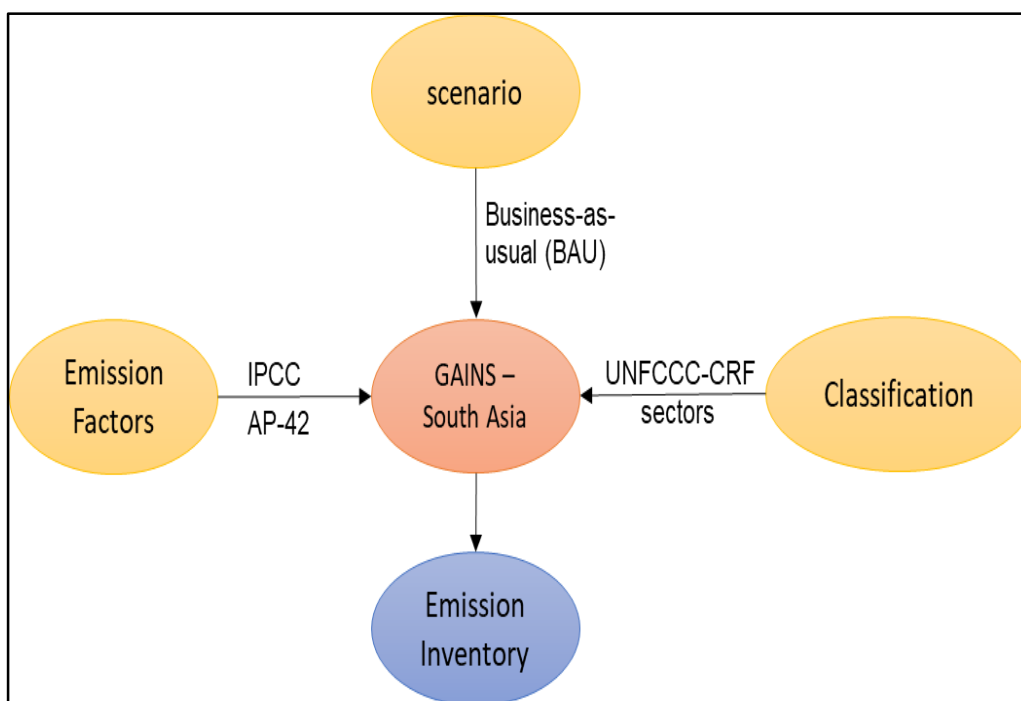 scenario
Business-as-
usual (BAU)
Emission
Factors
IPCC
AP-42
GAINS –
South Asia
UNFCCC-CRF
sectors
Classification
Emission
Inventory